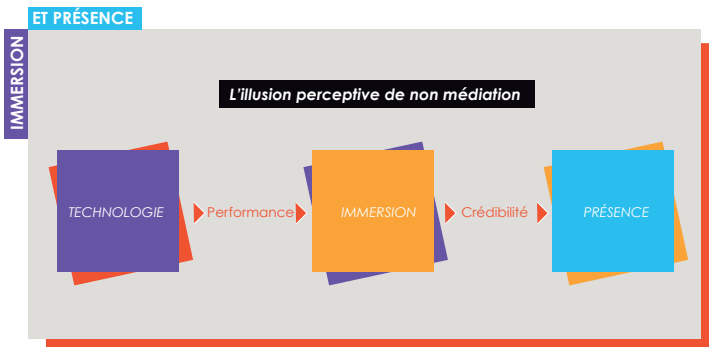 IMMERSION
ET PRÉSENCE
L'illusion perceptive de non médiation
TECHNOLOGIE
Performance
IMMERSION
Crédibilité
PRÉSENCE